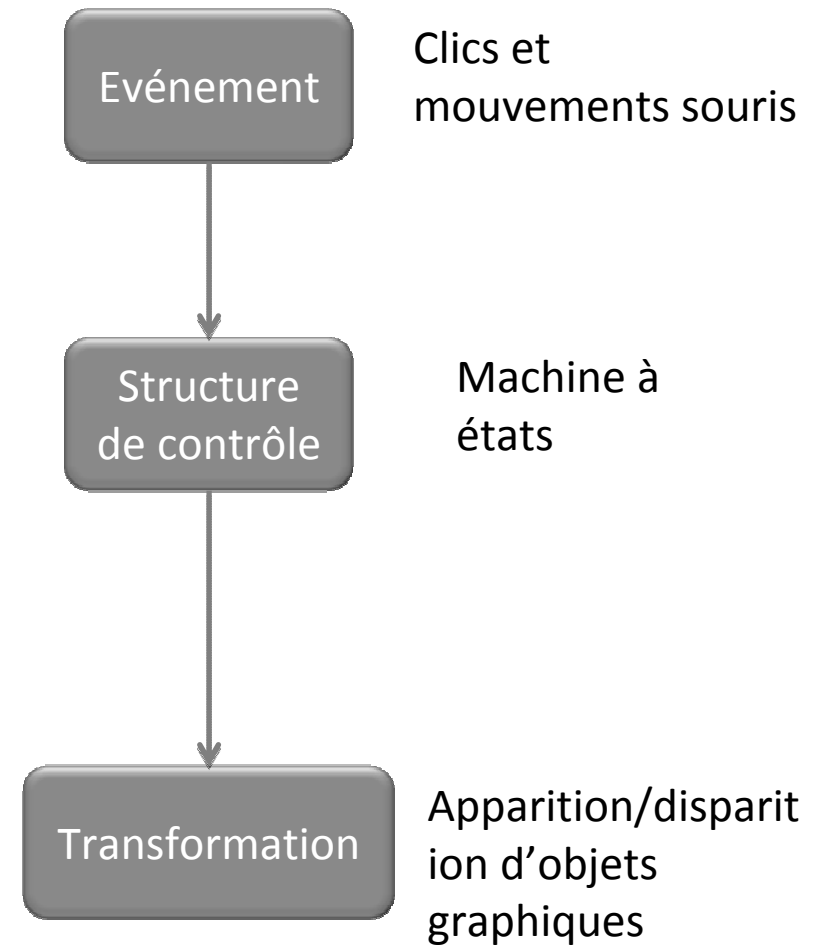 Evénement
Clics et
mouvements souris
Structure
de contrôle
Machine à
états
Transformation
Apparition/disparit
ion d’objets
graphiques